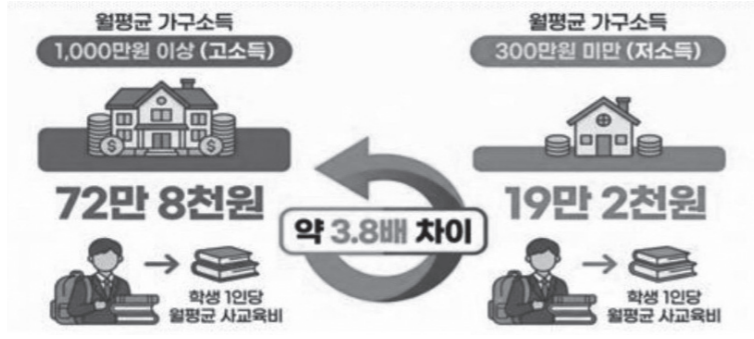 월평균 가구소득
1,000만원 이상 (고소득)
72만 8천원
학생 1인당
월평균 사교육비
약 3.8배 차이
월평균 가구소득
300만원 미만 (저소득)
19만 2천원
학생 1인당
월평균 사교육비